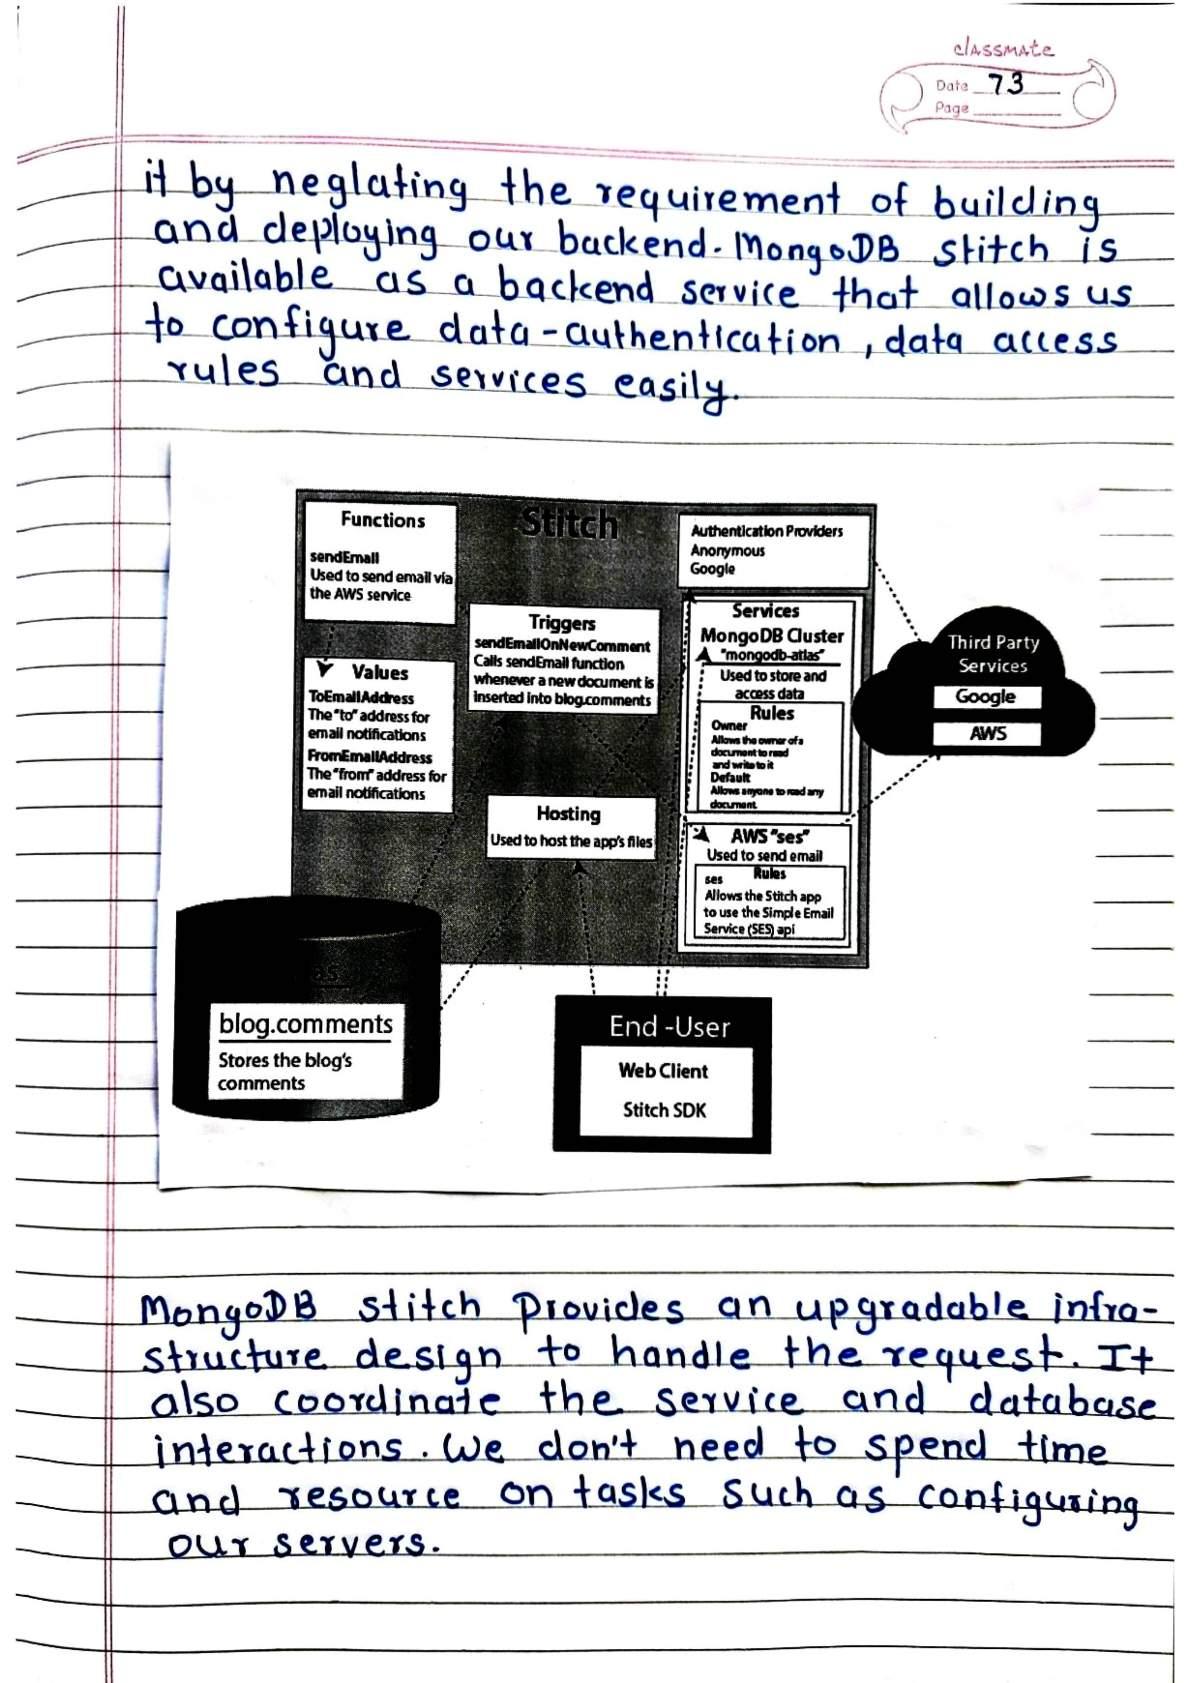 classmate
Date 73
Page
it by neglating the requirement of building
and deploying our backend. MongoDB stitch is
available as a backend service that allows us
to configure data-authentication, data access
rules and services easily.
Stitch
Functions
sendEmail
Used to send email via
the AWS service
Values
ToEmailAddress
The "to" address for
email notifications
FromEmailAddress
The "from" address for
email notifications
Triggers
sendEmailOnNewComment
Calls sendEmail function
whenever a new document is
inserted into blog.comments
Hosting
Used to host the app's files
Authentication Providers
Anonymous
Google
Services
MongoDB Cluster
"mongodb-atlas"
Used to store and
access data
Rules
Owner
Allows the owner of a
document to read
and write to it
Default
Allows anyone to read any
document.
AWS "ses"
Used to send email
Rules
ses
Allows the Stitch app
to use the Simple Email
Service (SES) api
Third Party
Services
Google
AWS
blog.comments
Stores the blog's
comments
End -User
Web Client
Stitch SDK
MongoDB stitch provides an upgradable infra-
structure design to handle the request. It
also coordinate the service and database
interactions. We don't need to spend time
and resource on tasks such as configuring
our servers.